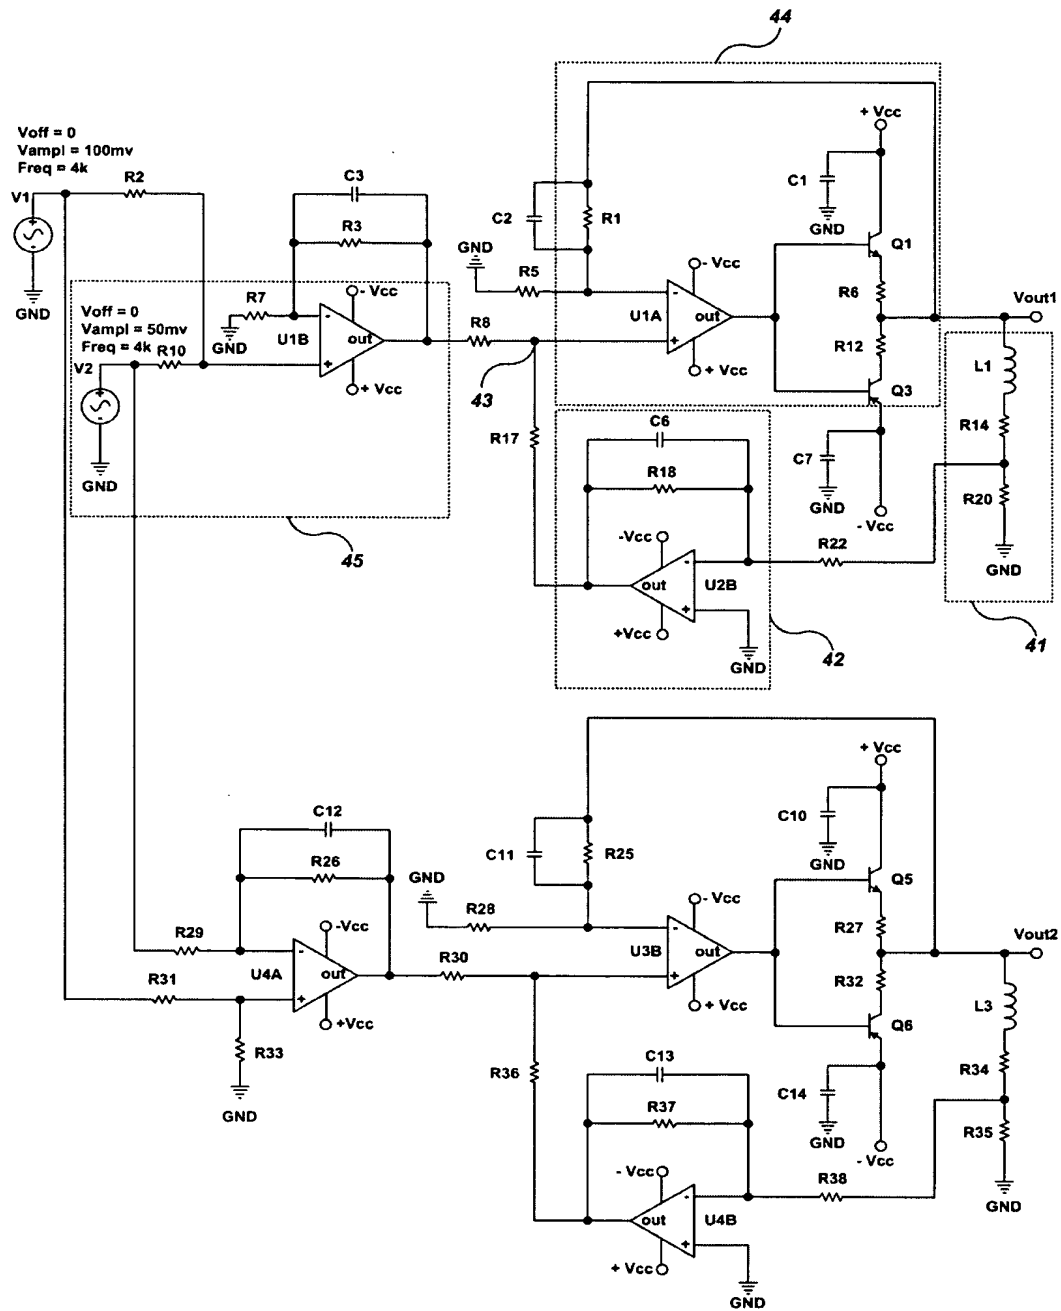 44
Voff = 0
Vampl = 100mv
Freq = 4k
V1
R2
GND
C3
R3
C2
R1
GND
R5
C1
GND
+ Vcc
Q1
R6
- Vcc
U1A
out
+ Vcc
R12
Q3
Vout1
L1
R14
R20
GND
Voff = 0
Vampl = 50mv
Freq = 4k
V2
R10
GND
R7
GND
- Vcc
U1B
out
+ Vcc
R8
43
45
R17
C6
R18
-Vcc
out
U2B
+Vcc
GND
42
C7
GND
- Vcc
R22
41
+ Vcc
C10
GND
C11
R25
GND
R28
- Vcc
U3B
out
+ Vcc
Q5
R27
R32
Q6
Vout2
L3
R34
R35
GND
C12
R26
R29
R31
-Vcc
U4A
out
+Vcc
R33
GND
R30
R36
C13
R37
- Vcc
out
U4B
+ Vcc
GND
C14
GND
- Vcc
R38